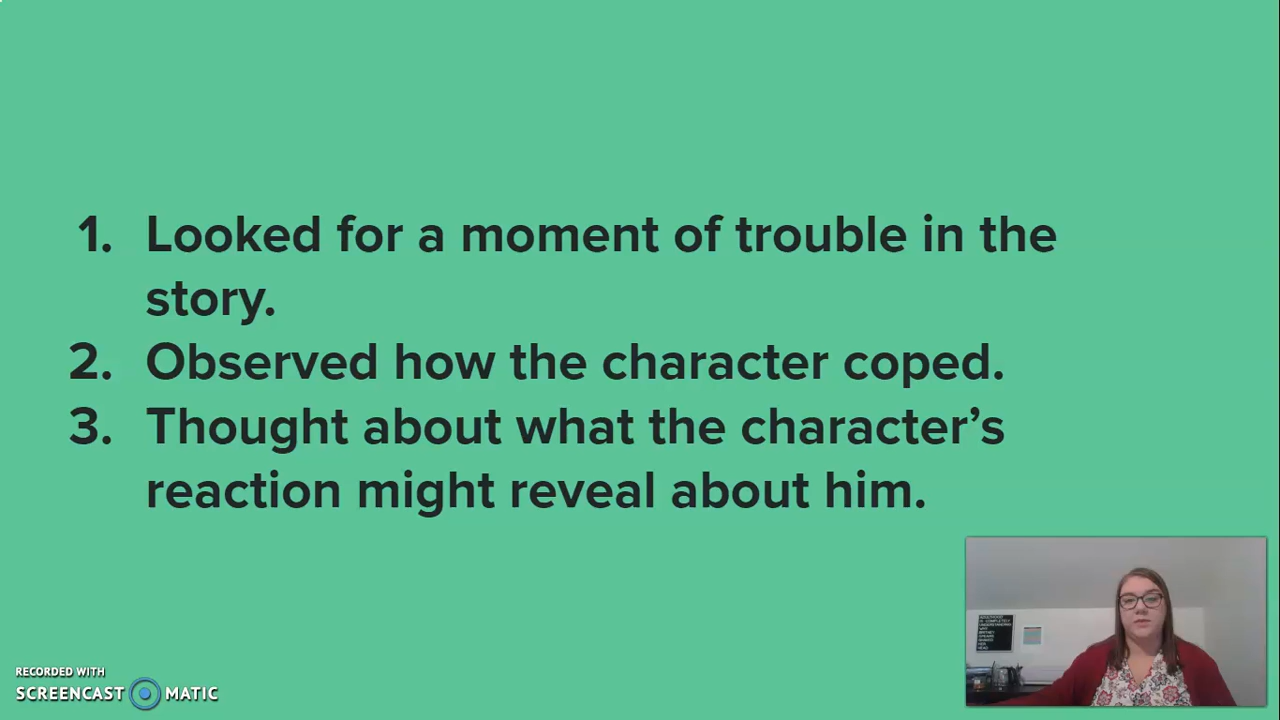 1. Looked for a moment of trouble in the
story.
2. Observed how the character coped.
3. Thought about what the character's
reaction might reveal about him.
RECORDED WITH
SCREENCAST MATIC